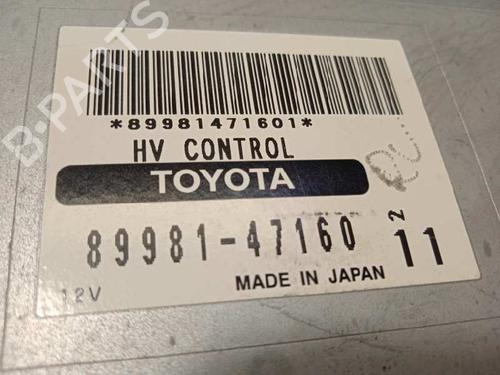 B-PARTS
*89981471601*
HV CONTROL
TOYOTA
89981-47160
2
11
12V
MADE IN JAPAN